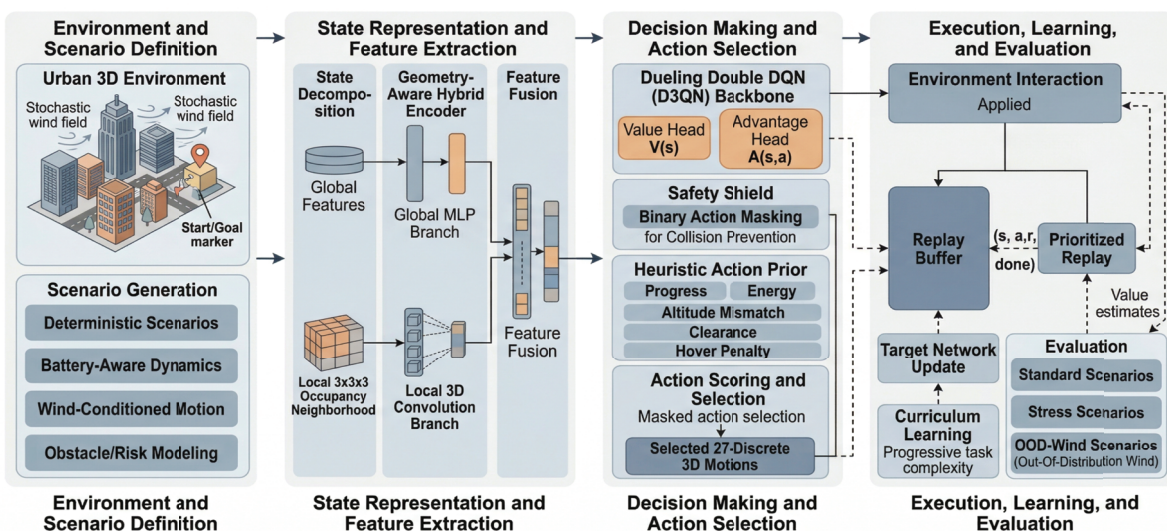 Environment and
Scenario Definition
Urban 3D Environment
Stochastic
wind field
Stochastic
wind field
Start/Goal
marker
Scenario Generation
Deterministic Scenarios
Battery-Aware Dynamics
Wind-Conditioned Motion
Obstacle/Risk Modeling
Environment and
Scenario Definition
State Representation and
Feature Extraction
State
Decompo-
sition
Geometry-
Aware Hybrid
Encoder
Feature
Fusion
Global
Features
Global MLP
Branch
Local 3x3x3
Occupancy
Neighborhood
Local 3D
Convolution
Branch
Feature
Fusion
State Representation and
Feature Extraction
Decision Making and
Action Selection
Dueling Double DQN
(D3QN) Backbone
Value Head
V(s)
Advantage
Head
A(s,a)
Safety Shield
Binary Action Masking
for Collision Prevention
Heuristic Action Prior
Progress
Energy
Altitude Mismatch
Clearance
Hover Penalty
Action Scoring and
Selection
Masked action selection
Selected 27-Discrete
3D Motions
Decision Making and
Action Selection
Execution, Learning,
and Evaluation
Environment Interaction
Applied
Replay
Buffer
(s, a,r,
done)
Prioritized
Replay
Value
estimates
Target Network
Update
Curriculum
Learning
Progressive task
complexity
Evaluation
Standard Scenarios
Stress Scenarios
OOD-Wind Scenarios
(Out-Of-Distribution Wind)
Execution, Learning, and
Evaluation